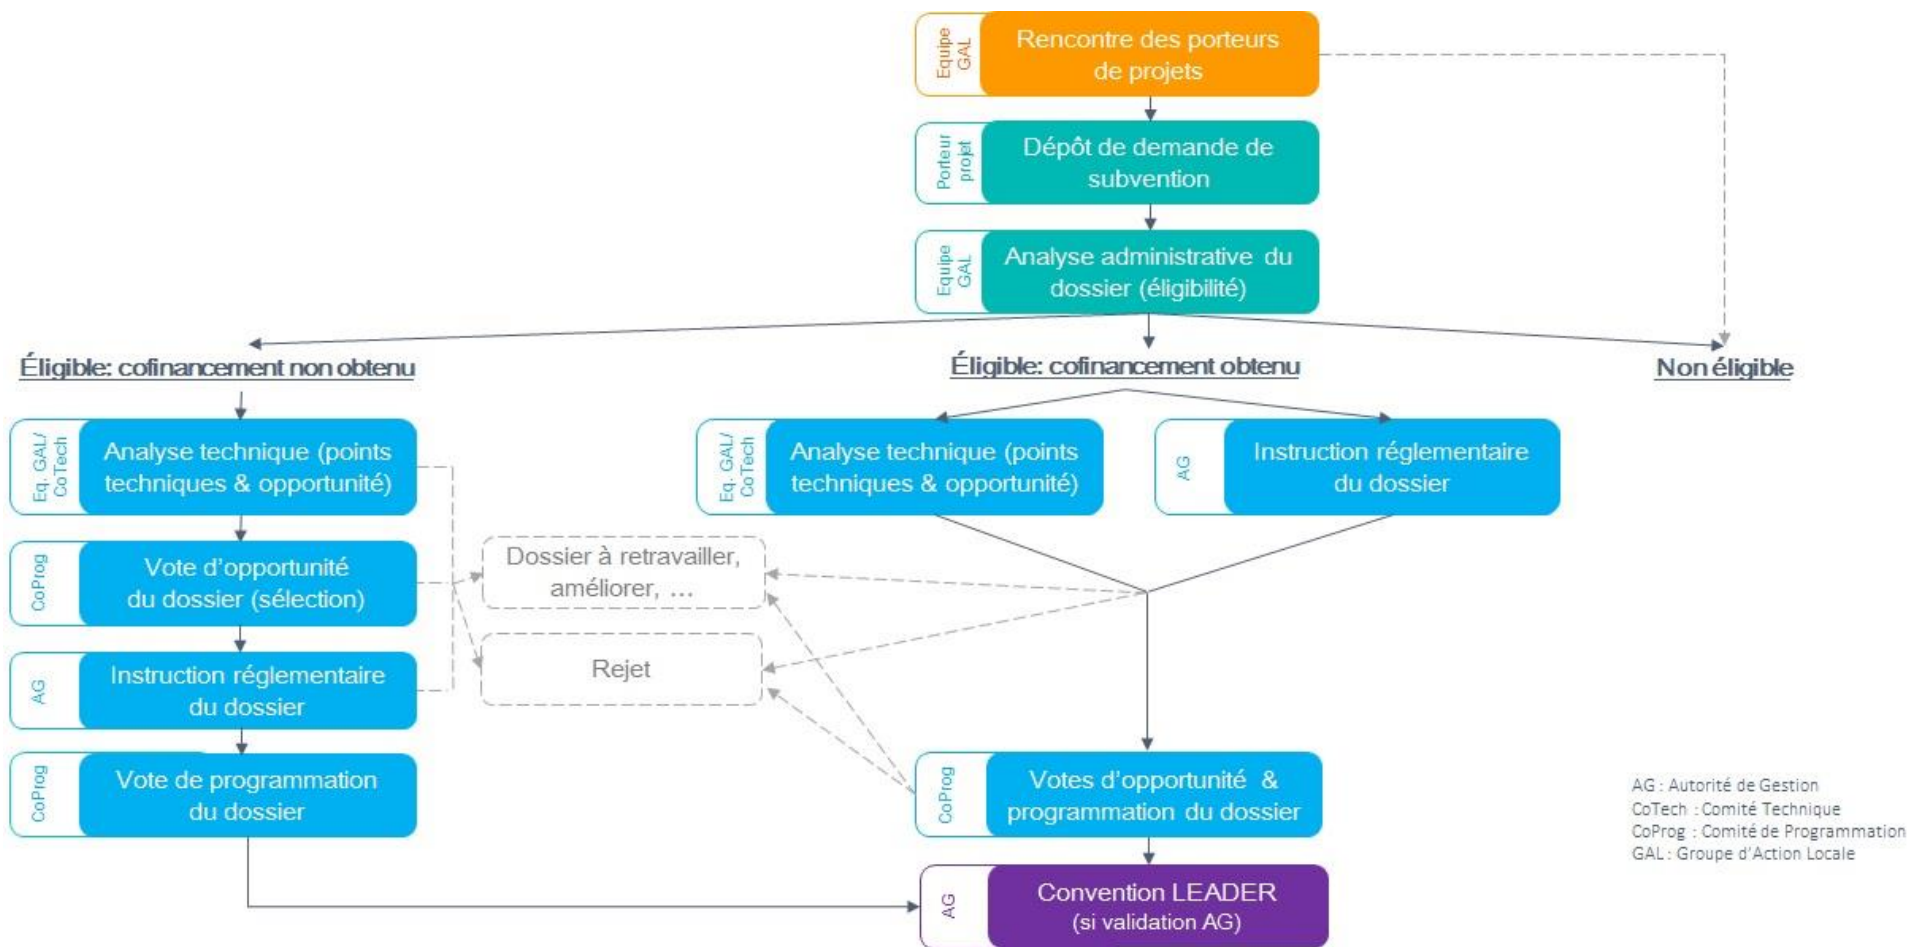 Equipe
GAL
Rencontre des porteurs
de projets
Porteur
projet
Dépôt de demande de
subvention
Equipe
GAL
Analyse administrative du
dossier (éligibilité)
Éligible: cofinancement non obtenu
Éligible: cofinancement obtenu
Non éligible
Eq. GAL/
CoTech
Analyse technique (points
techniques & opportunité)
Eq. GAL/
CoTech
Analyse technique (points
techniques & opportunité)
AG
Instruction réglementaire
du dossier
CoProg
Vote d'opportunité
du dossier (sélection)
Dossier à retravailler,
améliorer, ...
Rejet
AG
Instruction réglementaire
du dossier
CoProg
Vote de programmation
du dossier
CoProg
Votes d'opportunité &
programmation du dossier
AG
Convention LEADER
(si validation AG)
AG : Autorité de Gestion
CoTech : Comité Technique
CoProg : Comité de Programmation
GAL : Groupe d'Action Locale